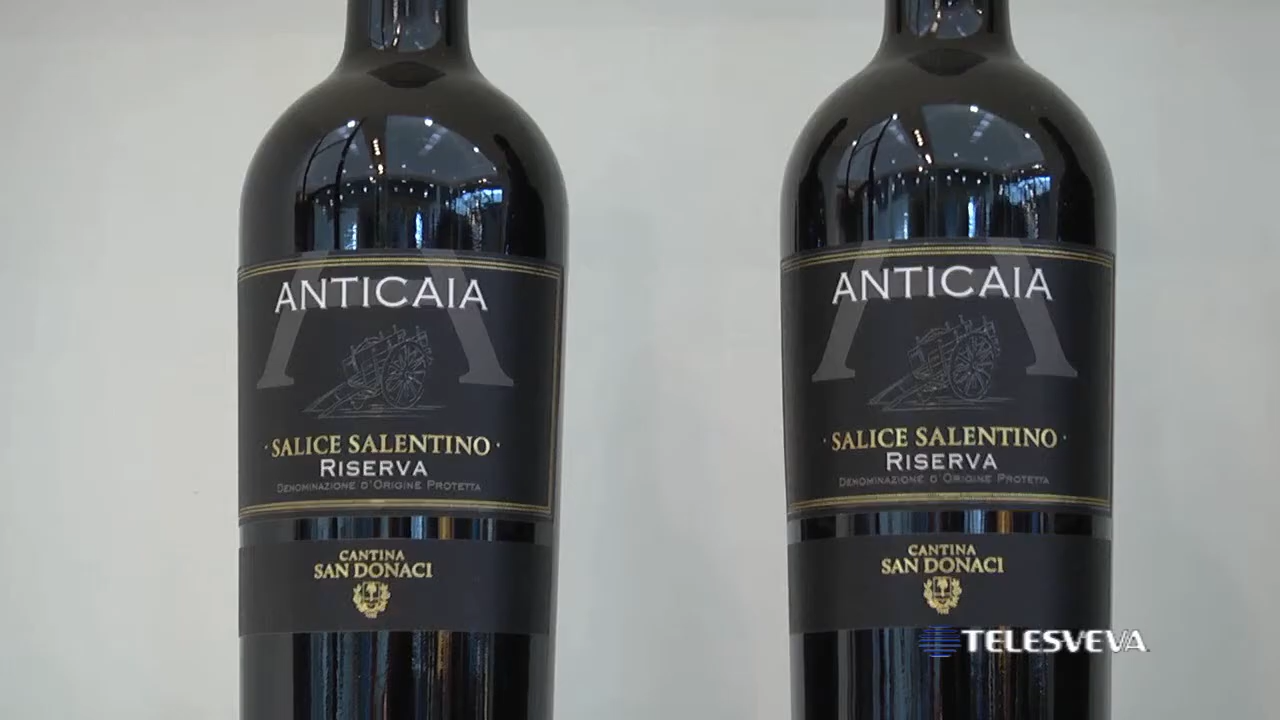 ANTICAIA
· SALICE SALENTINO ·
RISERVA
DENOMINAZIONE D'ORIGINE PROTETTA
CANTINA
SAN DONACI
ANTICAIA
· SALICE SALENTINO ·
RISERVA
DENOMINAZIONE D'ORIGINE PROTETTA
CANTINA
SAN DONACI
TELESVEVA